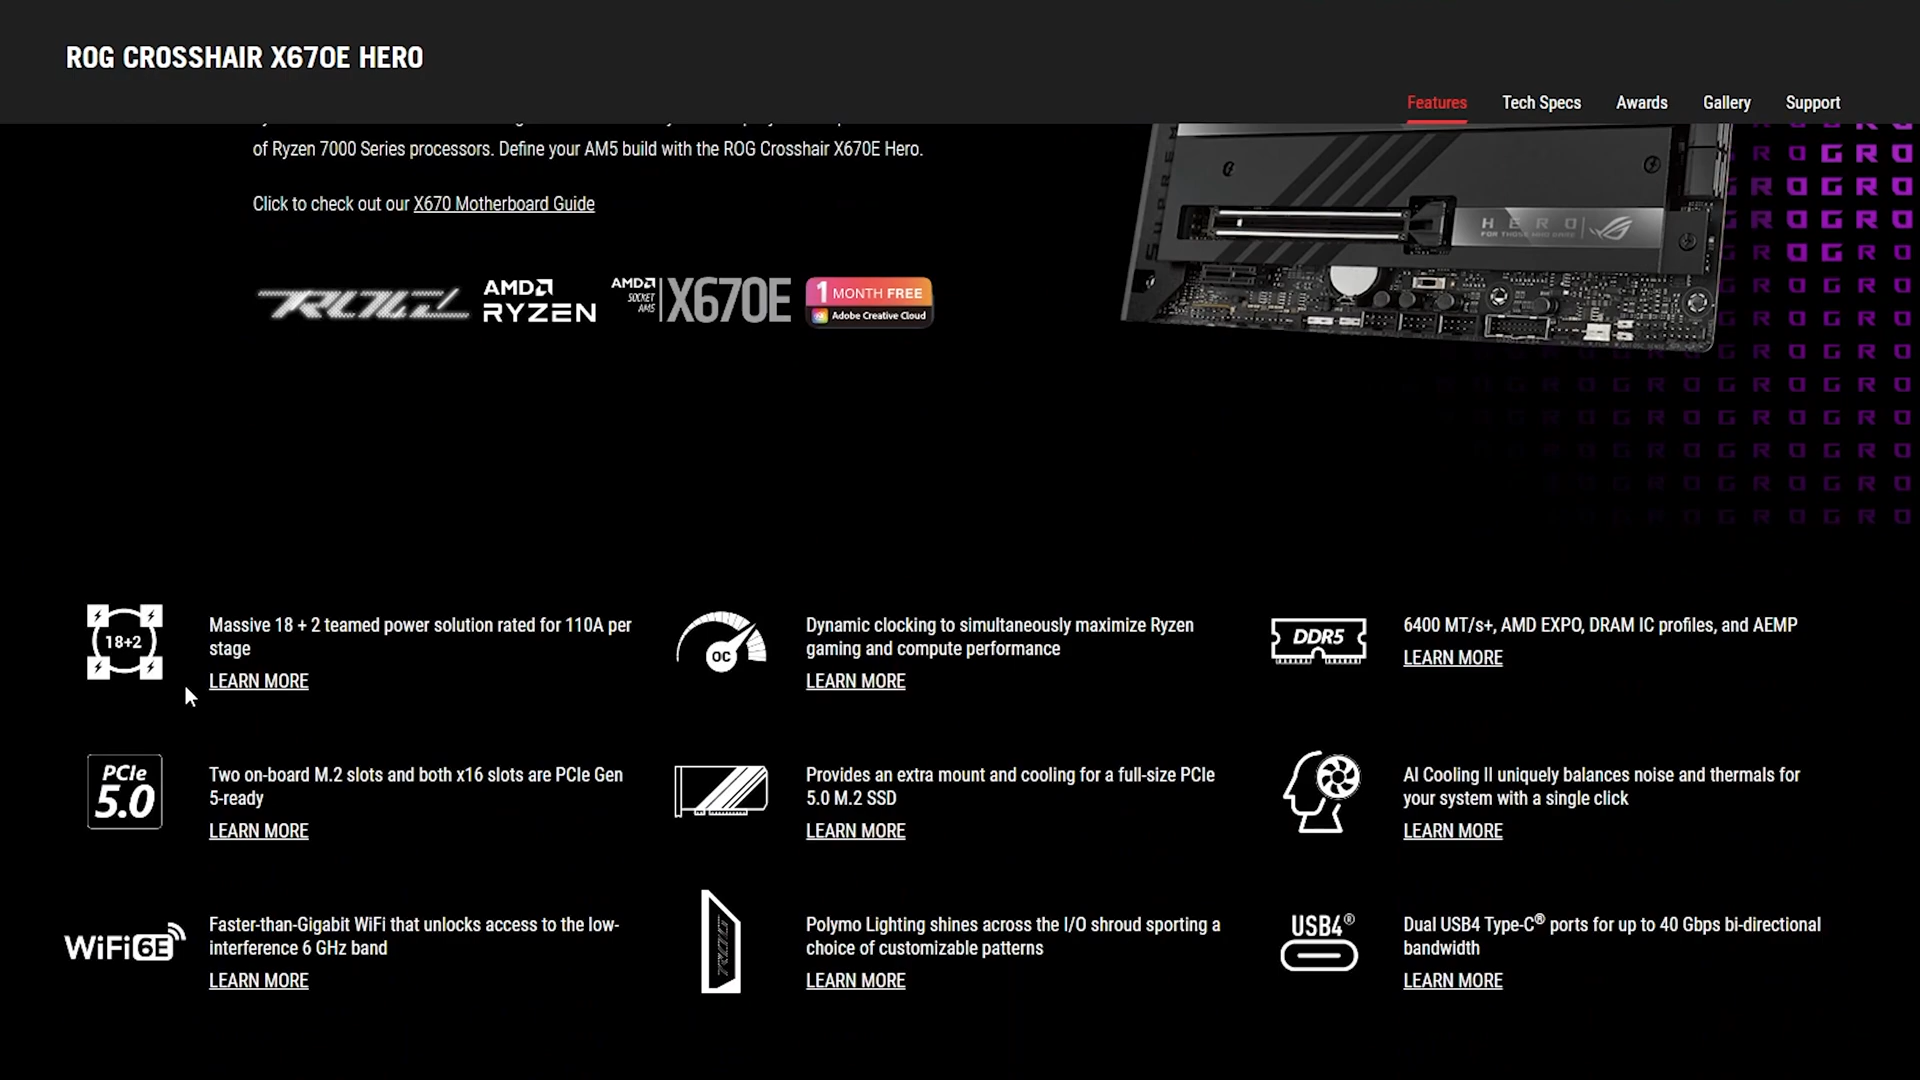 ROG CROSSHAIR X670E HERO
Features Tech Specs Awards Gallery Support
of Ryzen 7000 Series processors. Define your AM5 build with the ROG Crosshair X670E Hero.
Click to check out our X670 Motherboard Guide
AMD RYZEN
AMD SOCKET AM5 X670E
1 MONTH FREE
Adobe Creative Cloud
HERO
FOR THOSE WHO DARE
18+2
Massive 18 + 2 teamed power solution rated for 110A per
stage
LEARN MORE
OC
Dynamic clocking to simultaneously maximize Ryzen
gaming and compute performance
LEARN MORE
DDR5
6400 MT/s+, AMD EXPO, DRAM IC profiles, and AEMP
LEARN MORE
PCIe
5.0
Two on-board M.2 slots and both x16 slots are PCIe Gen
5-ready
LEARN MORE
Provides an extra mount and cooling for a full-size PCIe
5.0 M.2 SSD
LEARN MORE
AI Cooling II uniquely balances noise and thermals for
your system with a single click
LEARN MORE
WiFi 6E
Faster-than-Gigabit WiFi that unlocks access to the low-
interference 6 GHz band
LEARN MORE
Polymo Lighting shines across the I/O shroud sporting a
choice of customizable patterns
LEARN MORE
USB4®
Dual USB4 Type-C® ports for up to 40 Gbps bi-directional
bandwidth
LEARN MORE